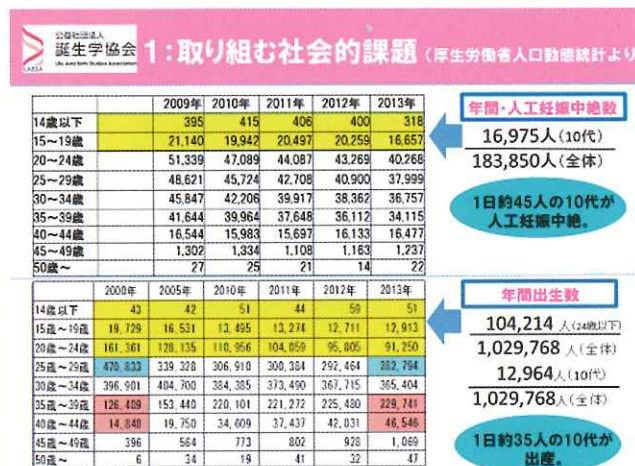 公益社団法人
誕生学協会
Life and Birth Studies Association
1:取り組む社会的課題(厚生労働省人口動態統計より
2009年 2010年 2011年 2012年 2013年
14歳以下 395 415 406 400 318
15~19歳 21,140 19,942 20,497 20,259 16,657
20~24歳 51,339 47,089 44,087 43,269 40,268
25~29歳 48,621 45,724 42,708 40,900 37,999
30~34歳 45,847 42,206 39,917 38,362 36,757
35~39歳 41,644 39,964 37,648 36,112 34,115
40~44歳 16,544 15,983 15,697 16,133 16,477
45~49歳 1,302 1,334 1,108 1,163 1,237
50歳~ 27 25 21 14 22
年間・人工妊娠中絶数
16,975人(10代)
183,850人(全体)
1日約45人の10代が
人工妊娠中絶。
2000年 2005年 2010年 2011年 2012年 2013年
14歳以下 43 42 51 44 59 51
15歳~19歳 19,729 16,531 13,495 13,274 12,711 12,913
20歳~24歳 161,361 128,135 110,956 104,059 95,805 91,250
25歳~29歳 470,833 339,328 306,910 300,384 292,464 282,794
30歳~34歳 396,901 404,700 384,385 373,490 367,715 365,404
35歳~39歳 126,409 153,440 220,101 221,272 225,480 229,741
40歳~44歳 14,848 19,750 34,609 37,437 42,031 46,546
45歳~49歳 396 564 773 802 928 1,069
50歳~ 6 34 19 41 32 47
年間出生数
104,214 人(24歳以下)
1,029,768 人(全体)
12,964人(10代)
1,029,768人(全体)
1日約35人の10代が
出産。